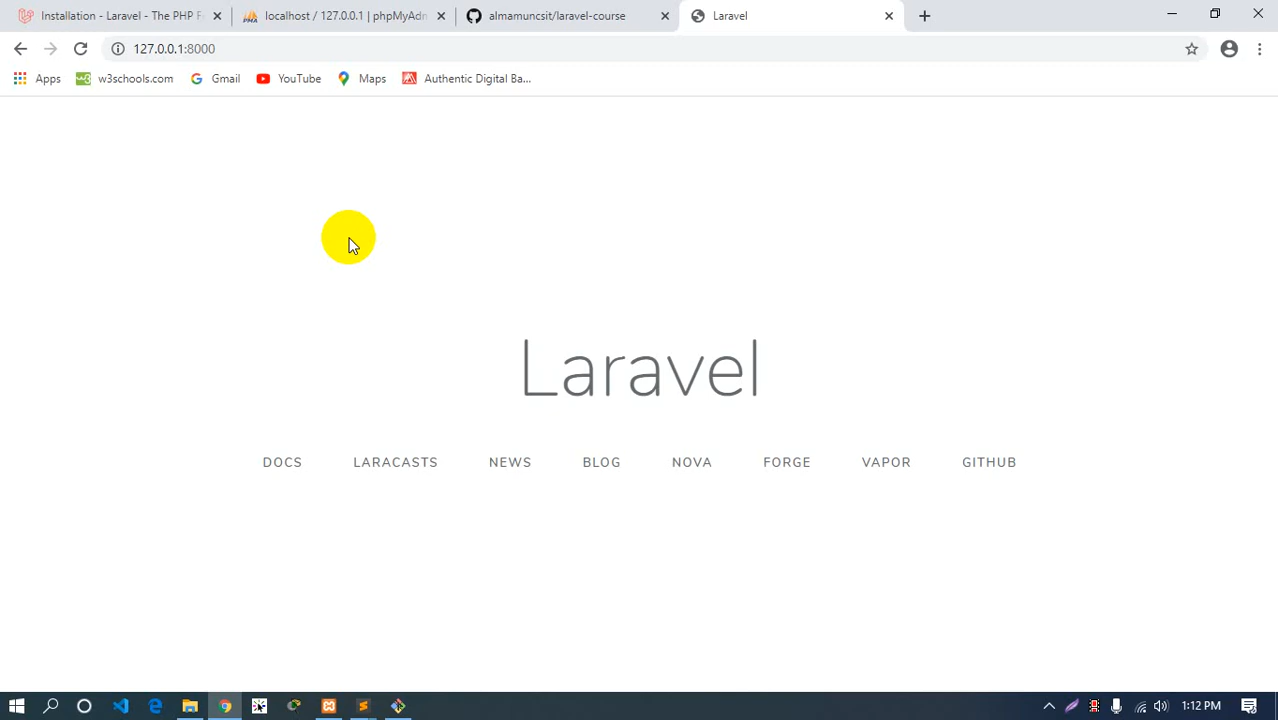 Installation - Laravel - The PHP F
localhost / 127.0.0.1 | phpMyAdm
almamuncsit/laravel-course
Laravel
127.0.0.1:8000
Apps
w3schools.com
Gmail
YouTube
Maps
Authentic Digital Ba...
Laravel
DOCS LARACASTS NEWS BLOG NOVA FORGE VAPOR GITHUB
1:12 PM